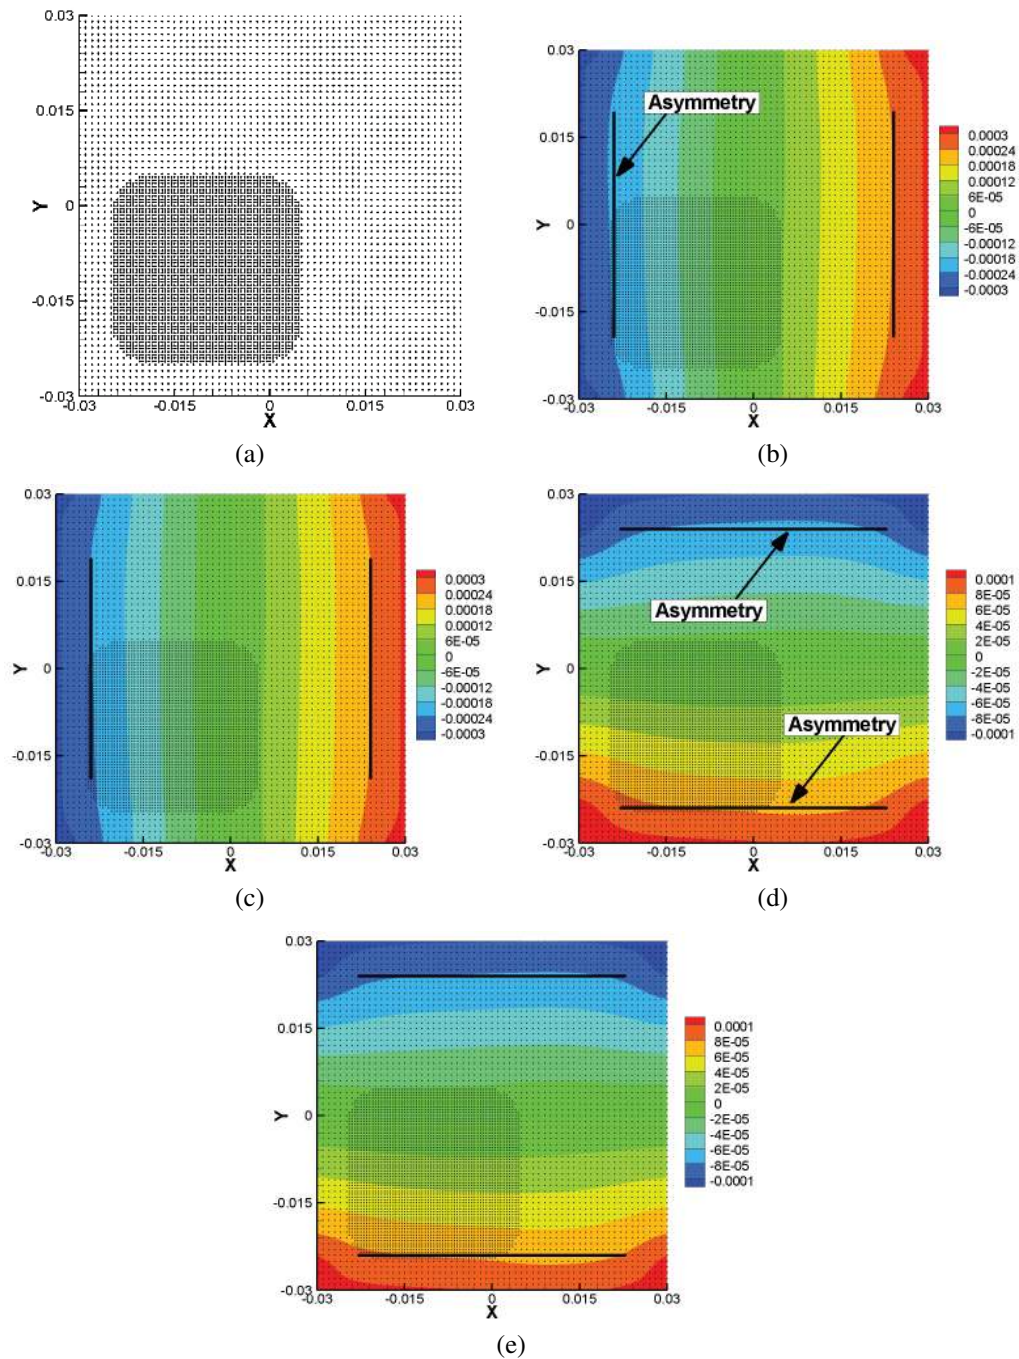 0.03
0.015
0
-0.015
-0.03
Y
-0.03
-0.015
0
0.015
0.03
X
(a)
0.03
0.015
0
-0.015
-0.03
Y
-0.03
-0.015
0
0.015
0.03
X
Asymmetry
0.0003
0.00024
0.00018
0.00012
6E-05
0
-6E-05
-0.00012
-0.00018
-0.00024
-0.0003
(b)
0.03
0.015
0
-0.015
-0.03
Y
-0.03
-0.015
0
0.015
0.03
X
0.0003
0.00024
0.00018
0.00012
6E-05
0
-6E-05
-0.00012
-0.00018
-0.00024
-0.0003
(c)
0.03
0.015
0
-0.015
-0.03
Y
-0.03
-0.015
0
0.015
0.03
X
Asymmetry
Asymmetry
0.0001
8E-05
6E-05
4E-05
2E-05
0
-2E-05
-4E-05
-6E-05
-8E-05
-0.0001
(d)
0.03
0.015
0
-0.015
-0.03
Y
-0.03
-0.015
0
0.015
0.03
X
0.0001
8E-05
6E-05
4E-05
2E-05
0
-2E-05
-4E-05
-6E-05
-8E-05
-0.0001
(e)